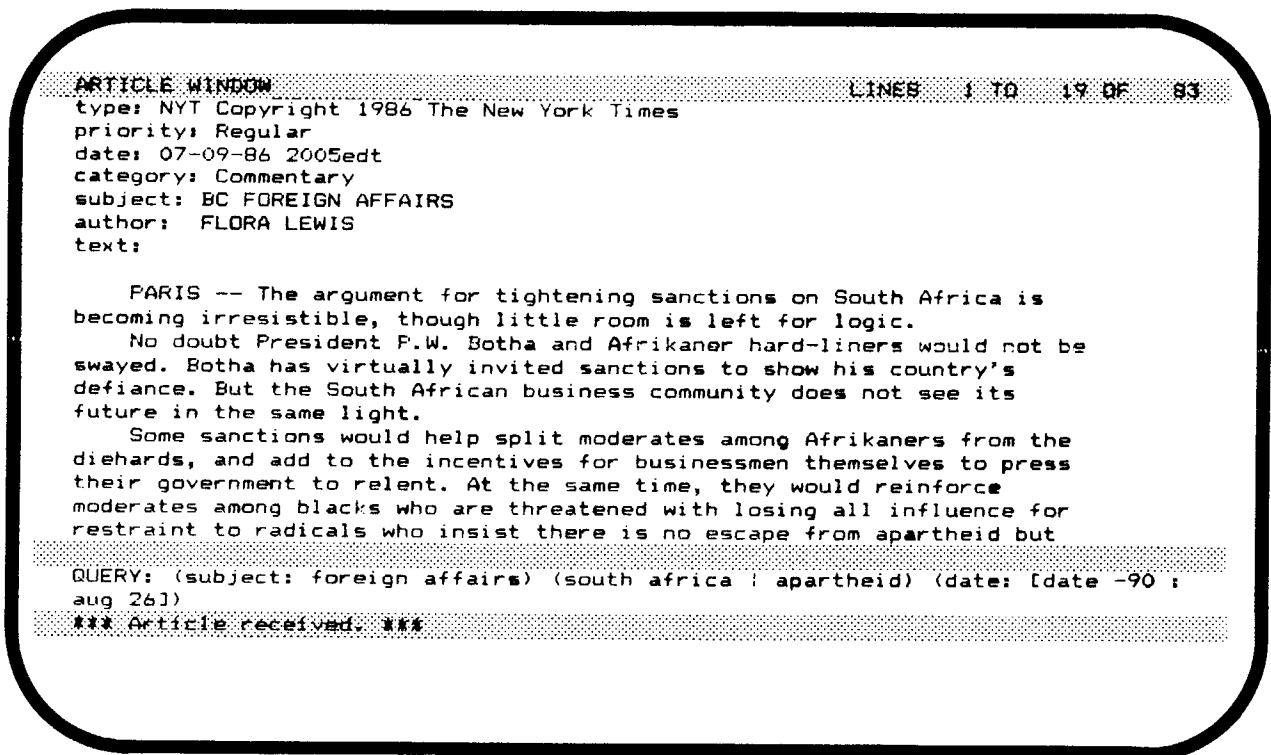 ARTICLE WINDOW LINES 1 TO 19 OF 83
type: NYT Copyright 1986 The New York Times
priority: Regular
date: 07-09-86 2005edt
category: Commentary
subject: BC FOREIGN AFFAIRS
author: FLORA LEWIS
text:
PARIS -- The argument for tightening sanctions on South Africa is
becoming irresistible, though little room is left for logic.
No doubt President P.W. Botha and Afrikaner hard-liners would not be
swayed. Botha has virtually invited sanctions to show his country's
defiance. But the South African business community does not see its
future in the same light.
Some sanctions would help split moderates among Afrikaners from the
diehards, and add to the incentives for businessmen themselves to press
their government to relent. At the same time, they would reinforce
moderates among blacks who are threatened with losing all influence for
restraint to radicals who insist there is no escape from apartheid but
QUERY: (subject: foreign affairs) (south africa | apartheid) (date: [date -90 :
aug 26])
*** Article received. ***